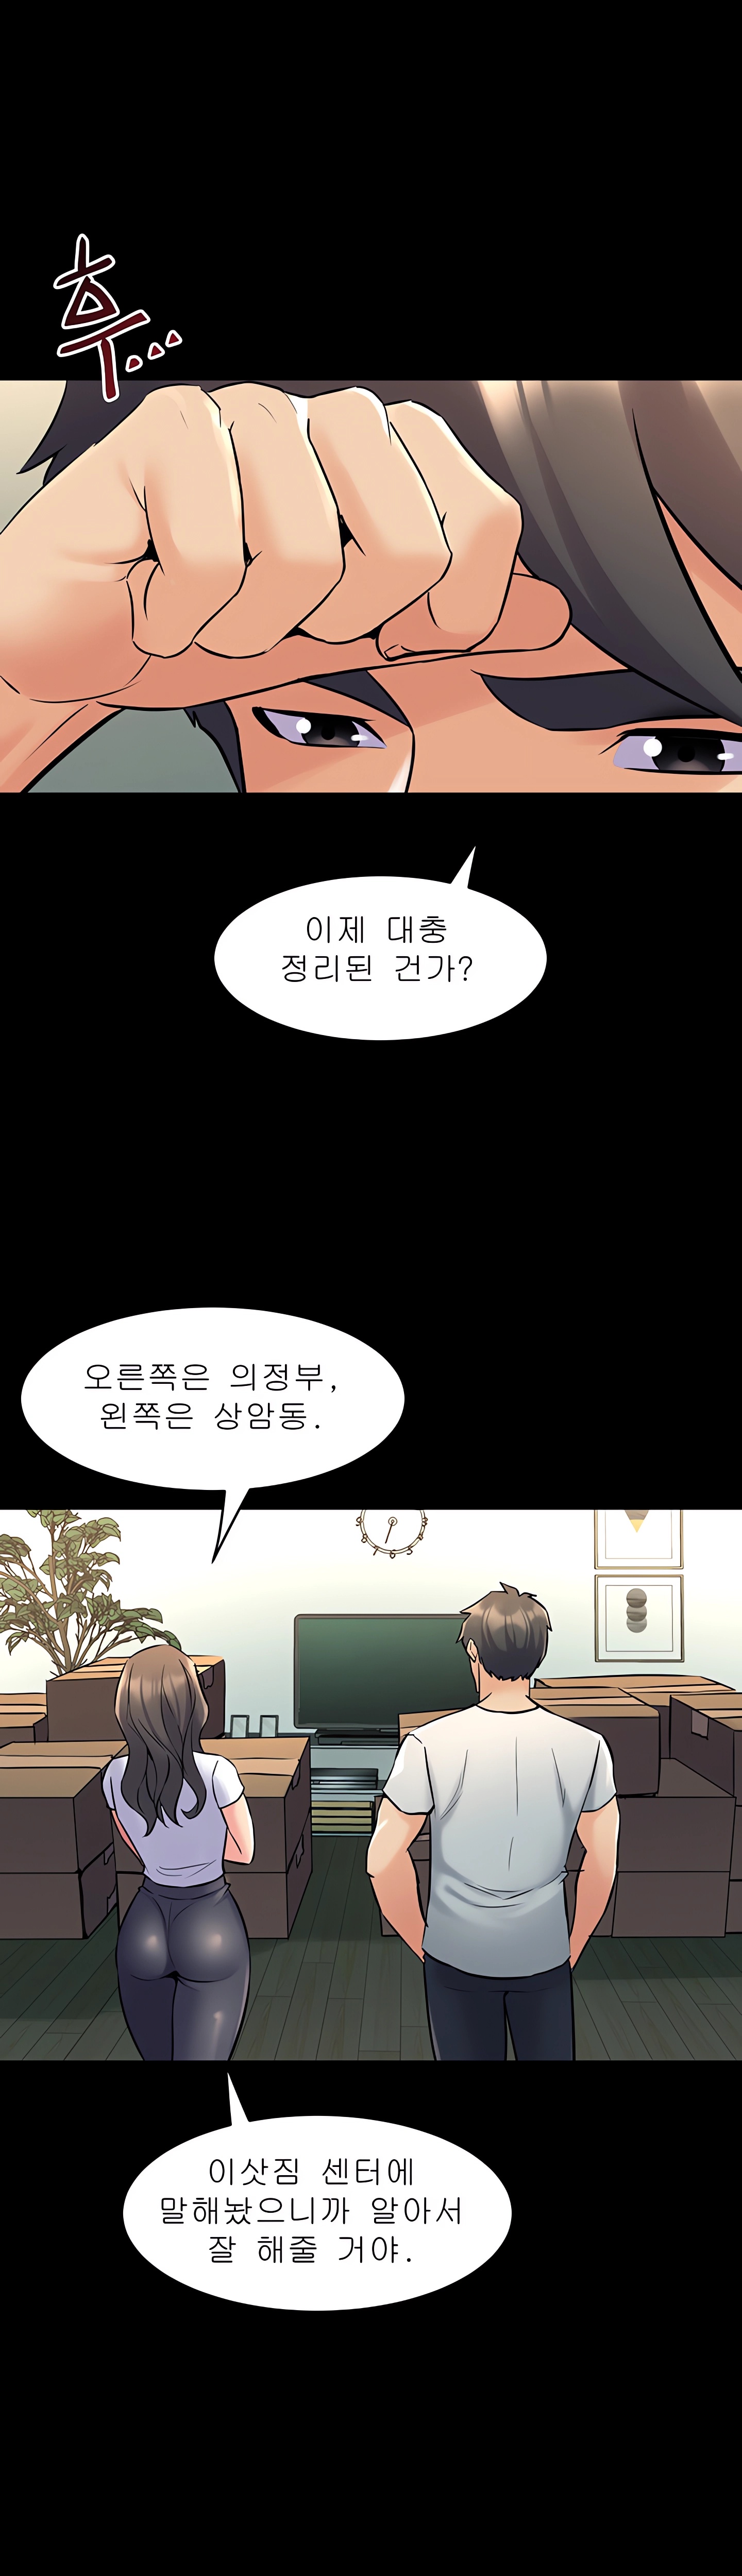 후...
이제 대충
정리된 건가?
오른쪽은 의정부,
왼쪽은 상암동.
이삿짐 센터에
말해놨으니까 알아서
잘 해줄 거야.